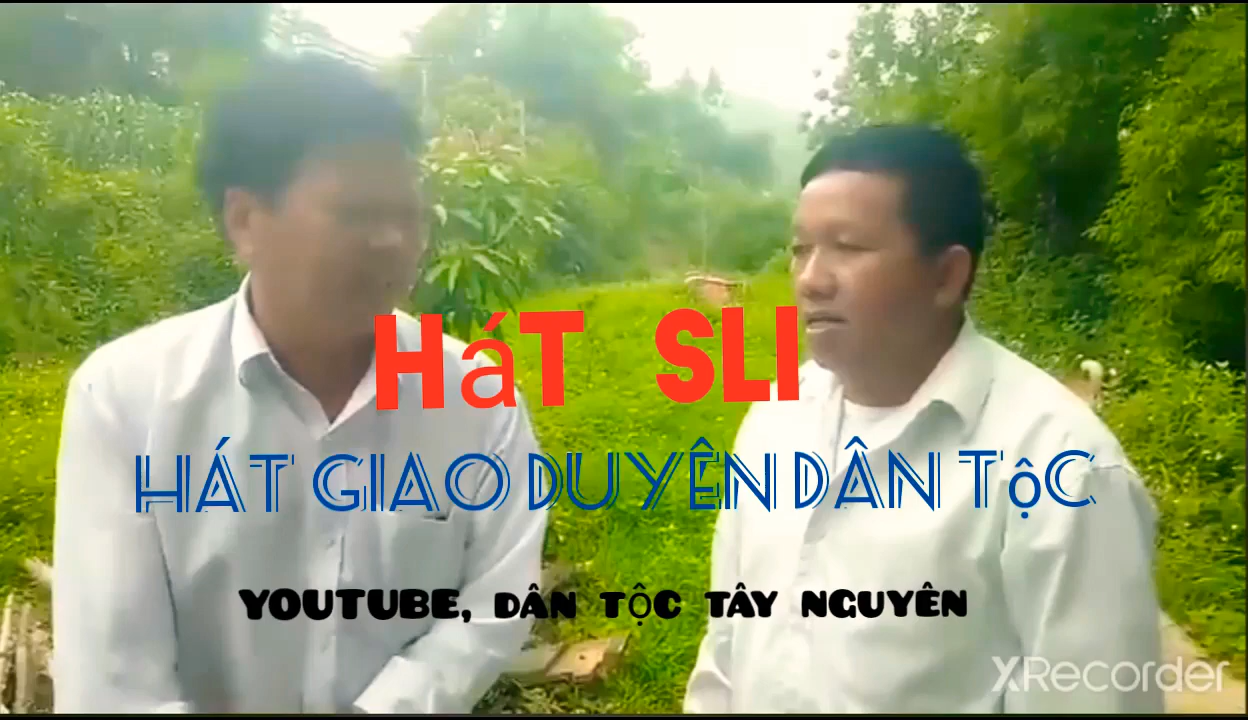 HáT SLI
HÁT GIAO DUYÊN DÂN TỘC
YOUTUBE, DÂN TỘC TÂY NGUYÊN
XRecorder